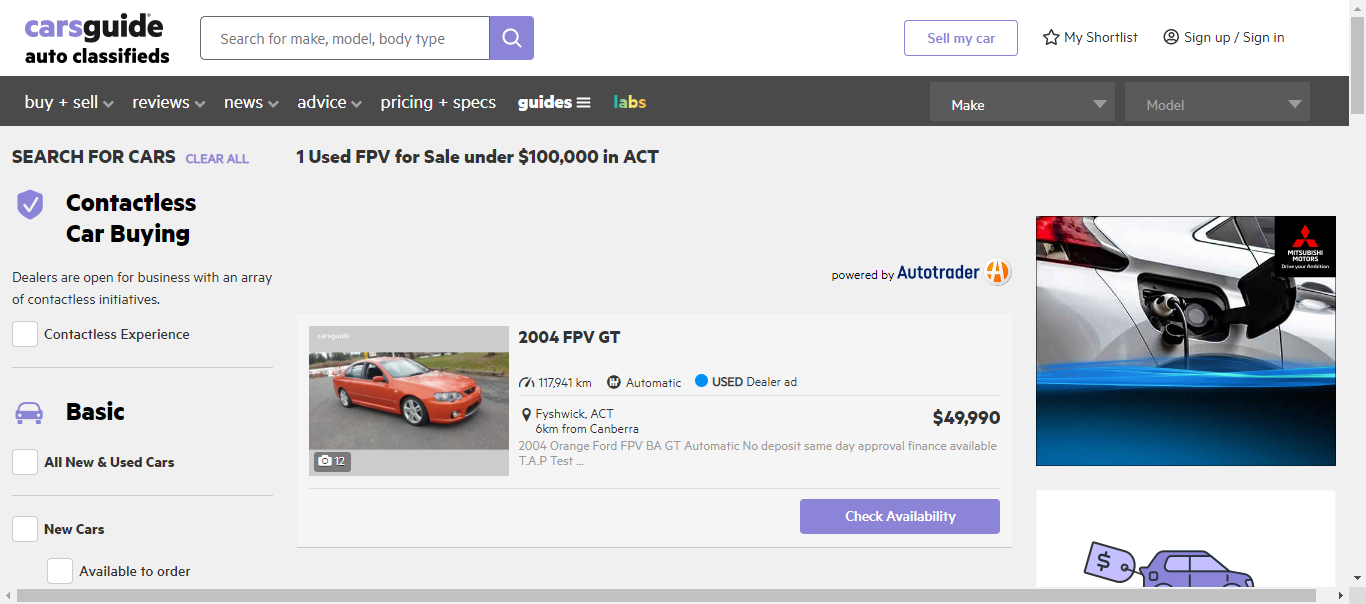 carsguide
auto classifieds
Search for make, model, body type
Sell my car
My Shortlist
Sign up / Sign in
buy + sell
reviews
news
advice
pricing + specs
guides
labs
Make
Model
SEARCH FOR CARS CLEAR ALL
1 Used FPV for Sale under $100,000 in ACT
Contactless
Car Buying
Dealers are open for business with an array
of contactless initiatives.
Contactless Experience
Basic
All New & Used Cars
New Cars
Available to order
powered by Autotrader
carsguide
12
2004 FPV GT
117,941 km
Automatic
USED Dealer ad
Fyshwick, ACT
6km from Canberra
$49,990
2004 Orange Ford FPV BA GT Automatic No deposit same day approval finance available
T.A.P Test ...
Check Availability
MITSUBISHI
MOTORS
Drive your Ambition
$